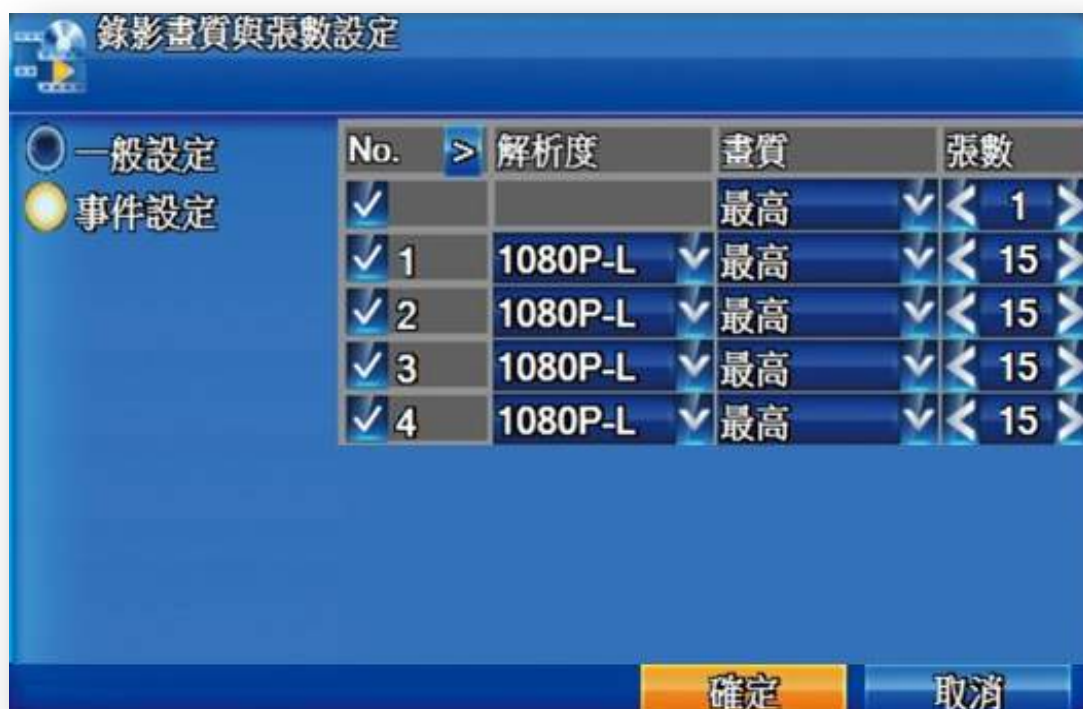 錄影畫質與張數設定
一般設定
事件設定
No. > 解析度 畫質 張數
最高 1
1 1080P-L 最高 15
2 1080P-L 最高 15
3 1080P-L 最高 15
4 1080P-L 最高 15
確定 取消